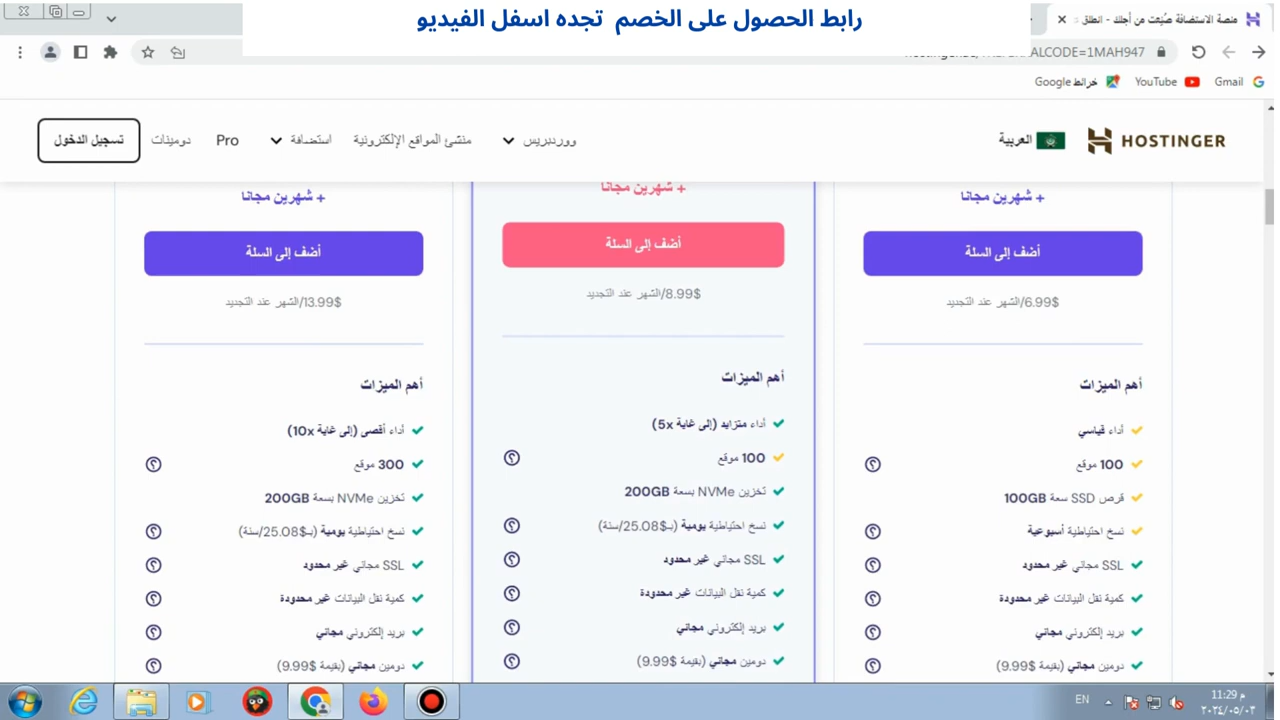 رابط الحصول على الخصم تجده اسفل الفيديو
منصة الاستضافة صُنِعت من أجلك - انطلق
ALCODE=1MAH947
Gmail
YouTube
خرائط Google
HOSTINGER
العربية
ووردبريس
منشئ المواقع الإلكترونية
استضافة
Pro
دومينات
تسجيل الدخول
+ شهرين مجانا
أضف إلى السلة
6.99$/الشهر عند التجديد
أهم الميزات
أداء قياسي
100 موقع
قرص SSD سعة 100GB
نسخ احتياطية أسبوعية
SSL مجاني غير محدود
كمية نقل البيانات غير محدودة
بريد إلكتروني مجاني
دومين مجاني (بقيمة $9.99)
+ شهرين مجانا
أضف إلى السلة
8.99$/الشهر عند التجديد
أهم الميزات
أداء متزايد (إلى غاية 5x)
100 موقع
تخزين NVMe بسعة 200GB
نسخ احتياطية يومية (بـ$25.08/سنة)
SSL مجاني غير محدود
كمية نقل البيانات غير محدودة
بريد إلكتروني مجاني
دومين مجاني (بقيمة $9.99)
+ شهرين مجانا
أضف إلى السلة
13.99$/الشهر عند التجديد
أهم الميزات
أداء أقصى (إلى غاية 10x)
300 موقع
تخزين NVMe بسعة 200GB
نسخ احتياطية يومية (بـ$25.08/سنة)
SSL مجاني غير محدود
كمية نقل البيانات غير محدودة
بريد إلكتروني مجاني
دومين مجاني (بقيمة $9.99)
EN
11:29 م
٢٠٢٤/٠٥/٠٣